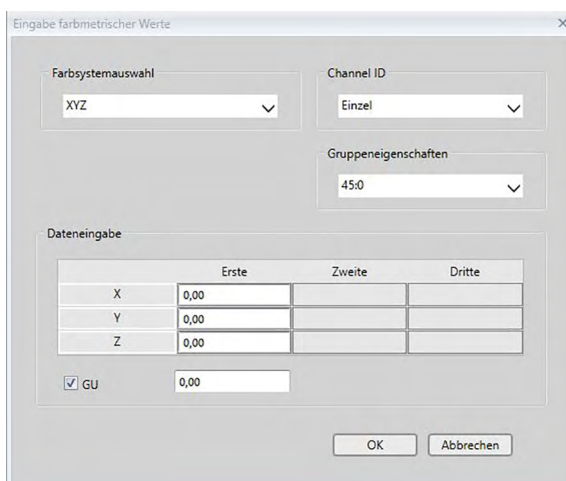 Eingabe farbmetrischer Werte
Farbsystemauswahl
Channel ID
XYZ
Einzel
Gruppeneigenschaften
45:0
Dateneingabe
Erste Zweite Dritte
X 0,00
Y 0,00
Z 0,00
GU 0,00
OK Abbrechen